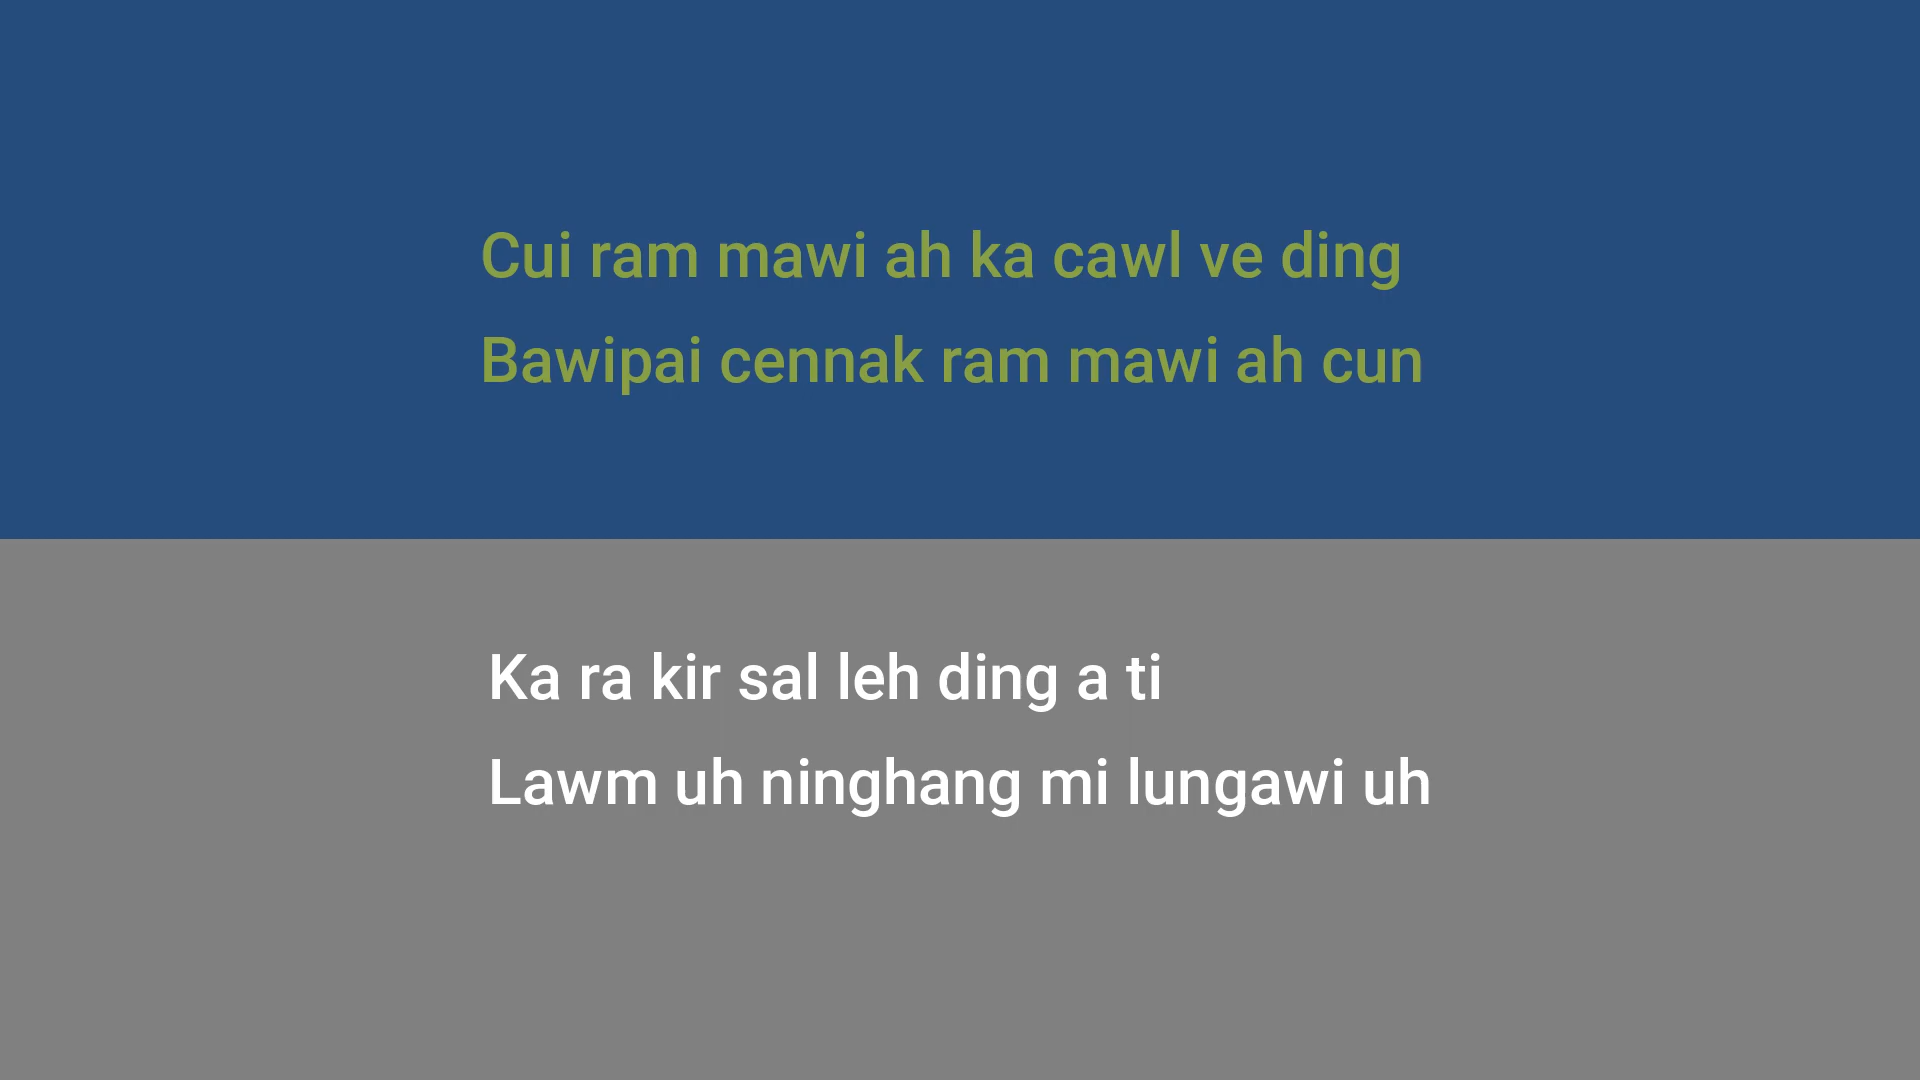 Cui ram mawi ah ka cawl ve ding
Bawipai cennak ram mawi ah cun
Ka ra kir sal leh ding a ti
Lawm uh ninghang mi lungawi uh